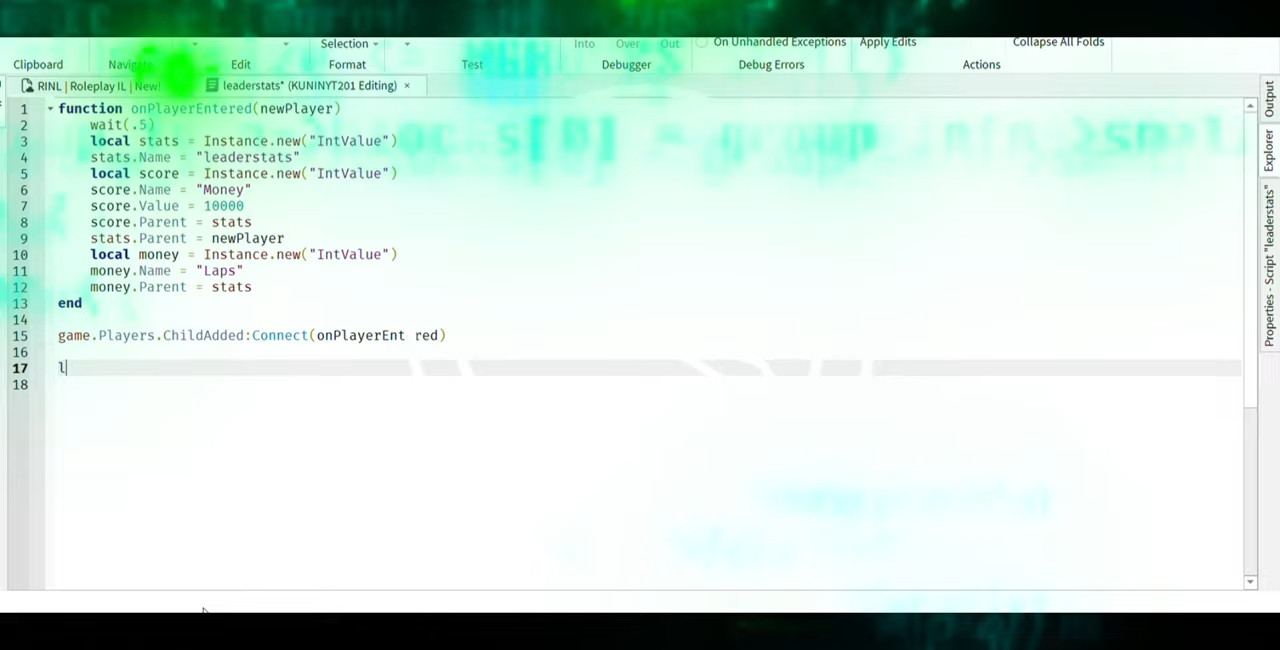 Selection
Into Over Out On Unhandled Exceptions Apply Edits Collapse All Folds
Clipboard Navigate Edit Format Test Debugger Debug Errors Actions
RINL | Roleplay IL | New! leaderstats* (KUNINYT201 Editing) ×
1 function onPlayerEntered(newPlayer)
2 wait(.5)
3 local stats = Instance.new("IntValue")
4 stats.Name = "leaderstats"
5 local score = Instance.new("IntValue")
6 score.Name = "Money"
7 score.Value = 10000
8 score.Parent = stats
9 stats.Parent = newPlayer
10 local money = Instance.new("IntValue")
11 money.Name = "Laps"
12 money.Parent = stats
13 end
14
15 game.Players.ChildAdded:Connect(onPlayerEnt red)
16
17 l
18
Output
Explorer
Properties - Script "leaderstats"